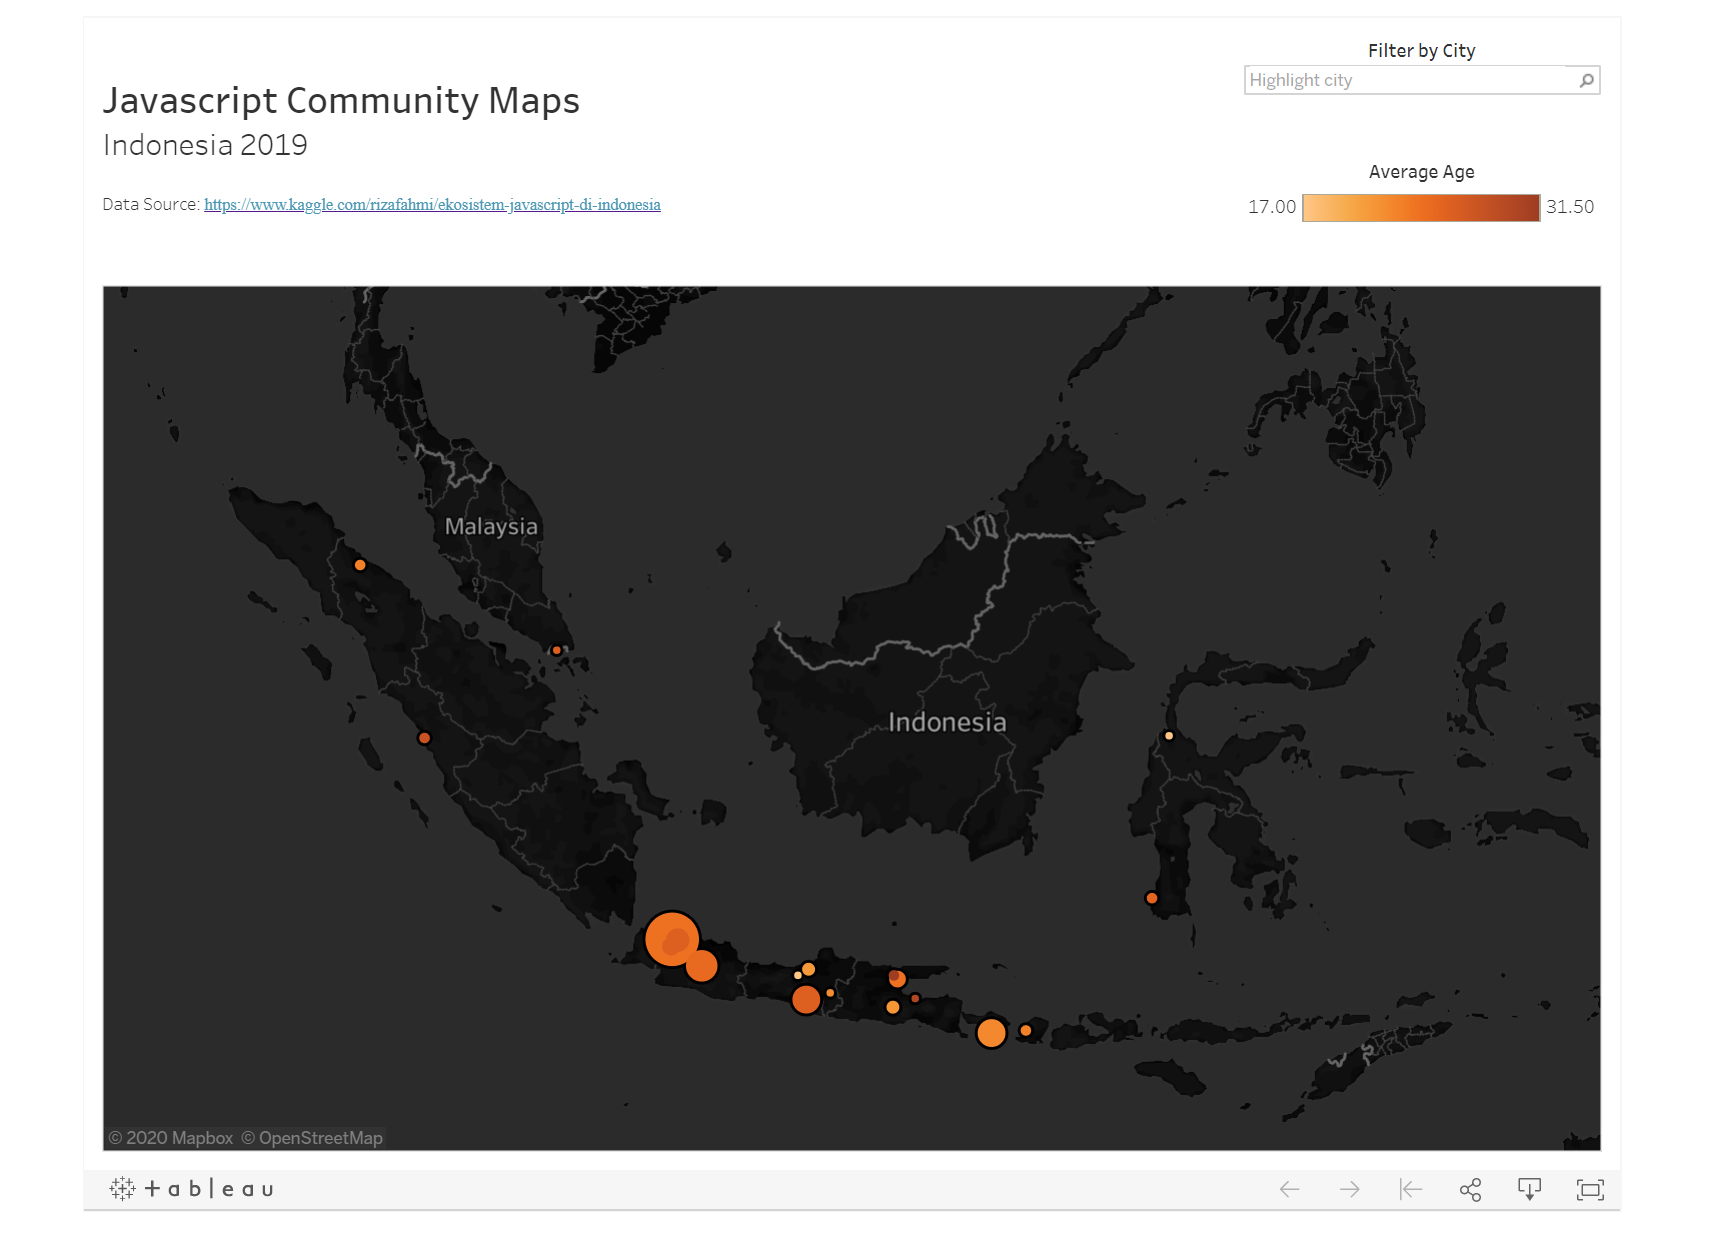 Filter by City
Highlight city
Javascript Community Maps
Indonesia 2019
Average Age
Data Source: https://www.kaggle.com/rizafahmi/ekosistem-javascript-di-indonesia
17.00
31.50
Malaysia
Indonesia
© 2020 Mapbox © OpenStreetMap
+ableau